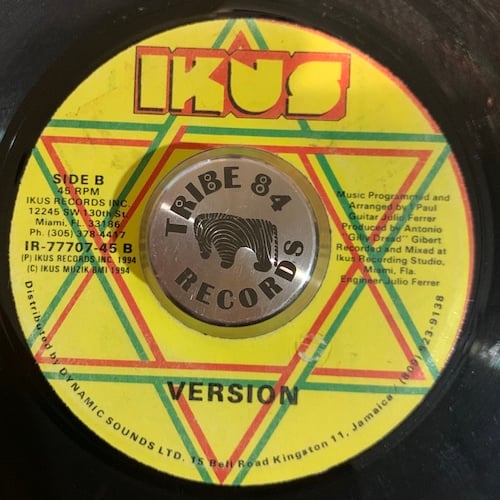 IKUS
SIDE B
45 RPM
IKUS RECORDS INC.
12245 SW 130th St.
Miami, FL. 33186
Ph. (305) 378-4417
IR-77707-45 B
(P) IKUS RECORDS INC. 1994
(C) IKUS MUZIK BMI 1994
TRIBE 84
RECORDS
Music Programmed and
Arranged by I Paul
Guitar Julio Ferrer
Produced by Antonio
"Gilly Dread" Gibert
Recorded and Mixed at
Ikus Recording Studio,
Miami, Fla.
Engineer Julio Ferrer
VERSION
Distributed by DYNAMIC SOUNDS LTD. 15 Bell Road Kingston 11, Jamaica